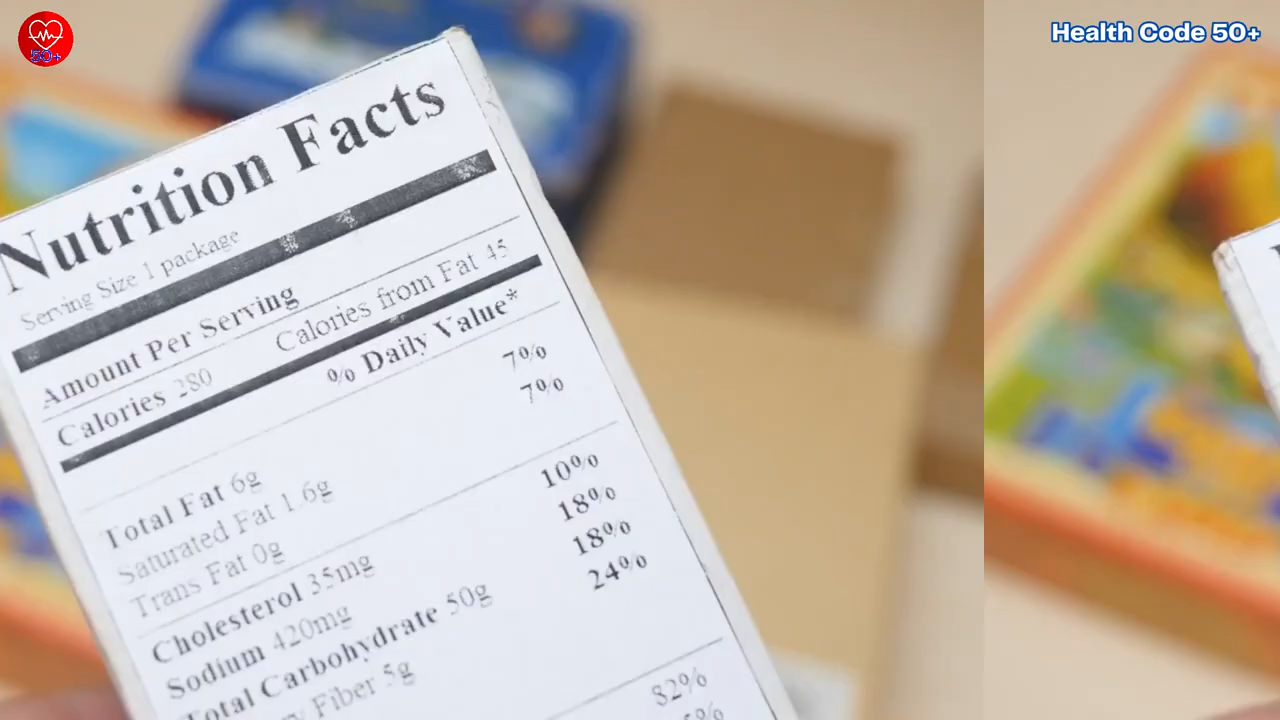 50+
Health Code 50+
Nutrition Facts
Serving Size 1 package
Amount Per Serving
Calories 280 Calories from Fat 45
% Daily Value*
Total Fat 6g 7%
Saturated Fat 1.6g 7%
Trans Fat 0g
Cholesterol 35mg 10%
Sodium 420mg 18%
Total Carbohydrate 50g 18%
Fiber 5g 24%
82%